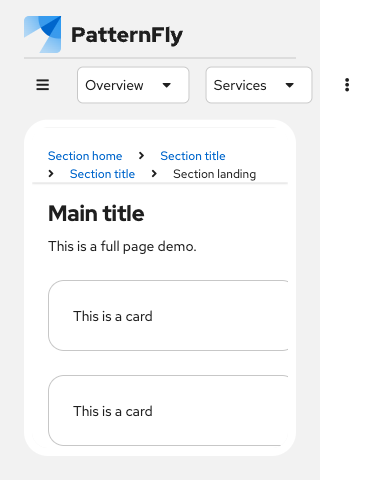 PatternFly
Overview Services
Section home Section title
Section title Section landing
Main title
This is a full page demo.
This is a card
This is a card